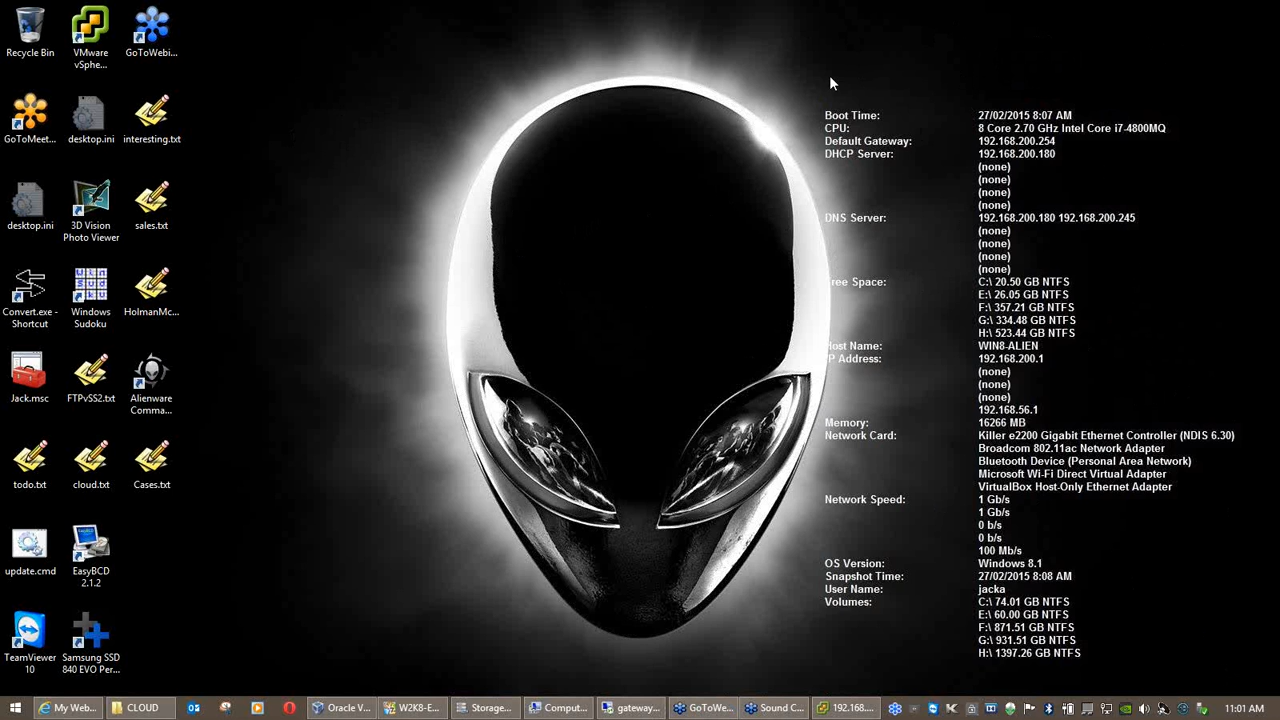 Recycle Bin
VMware vSphe...
GoToWebi...
GoToMeet...
desktop.ini
interesting.txt
desktop.ini
3D Vision Photo Viewer
sales.txt
Convert.exe - Shortcut
Windows Sudoku
HolmanMc...
Jack.msc
FTPvSS2.txt
Alienware Comma...
todo.txt
cloud.txt
Cases.txt
update.cmd
EasyBCD 2.1.2
TeamViewer 10
Samsung SSD 840 EVO Per...
Boot Time: 27/02/2015 8:07 AM
CPU: 8 Core 2.70 GHz Intel Core i7-4800MQ
Default Gateway: 192.168.200.254
DHCP Server: 192.168.200.180
(none)
(none)
(none)
(none)
DNS Server: 192.168.200.180 192.168.200.245
(none)
(none)
(none)
(none)
Free Space: C:\ 20.50 GB NTFS
E:\ 26.05 GB NTFS
F:\ 357.21 GB NTFS
G:\ 334.48 GB NTFS
H:\ 523.44 GB NTFS
Host Name: WIN8-ALIEN
IP Address: 192.168.200.1
(none)
(none)
(none)
192.168.56.1
Memory: 16266 MB
Network Card: Killer e2200 Gigabit Ethernet Controller (NDIS 6.30)
Broadcom 802.11ac Network Adapter
Bluetooth Device (Personal Area Network)
Microsoft Wi-Fi Direct Virtual Adapter
VirtualBox Host-Only Ethernet Adapter
Network Speed: 1 Gb/s
1 Gb/s
0 b/s
0 b/s
100 Mb/s
OS Version: Windows 8.1
Snapshot Time: 27/02/2015 8:08 AM
User Name: jacka
Volumes: C:\ 74.01 GB NTFS
E:\ 60.00 GB NTFS
F:\ 871.51 GB NTFS
G:\ 931.51 GB NTFS
H:\ 1397.26 GB NTFS
My Web... CLOUD Oracle V... W2K8-E... Storage... Comput... gateway... GoToWe... Sound C... 192.168.... 11:01 AM